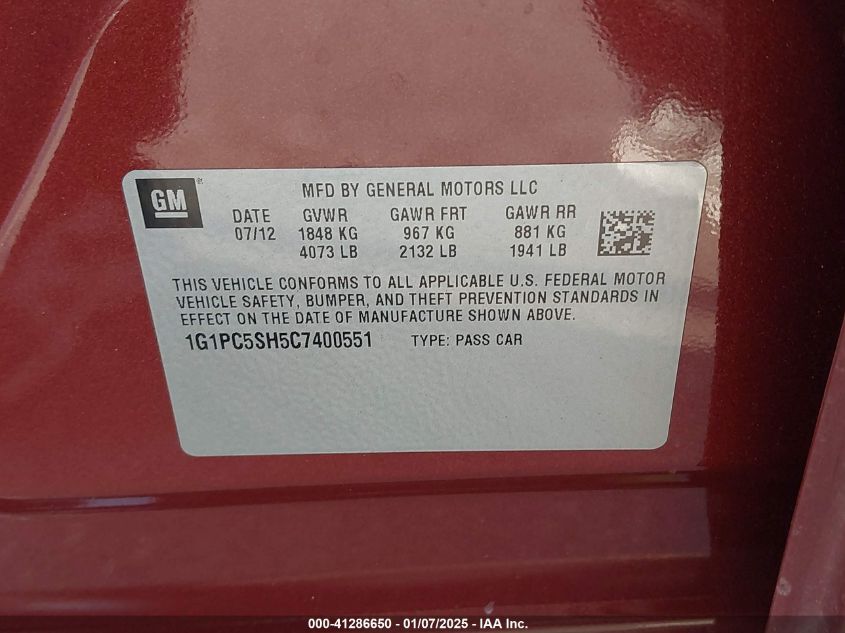 GM
MFD BY GENERAL MOTORS LLC
DATE GVWR GAWR FRT GAWR RR
07/12 1848 KG 967 KG 881 KG
4073 LB 2132 LB 1941 LB
THIS VEHICLE CONFORMS TO ALL APPLICABLE U.S. FEDERAL MOTOR
VEHICLE SAFETY, BUMPER, AND THEFT PREVENTION STANDARDS IN
EFFECT ON THE DATE OF MANUFACTURE SHOWN ABOVE.
1G1PC5SH5C7400551 TYPE: PASS CAR
000-41286650 — 01/07/2025 — IAA Inc.